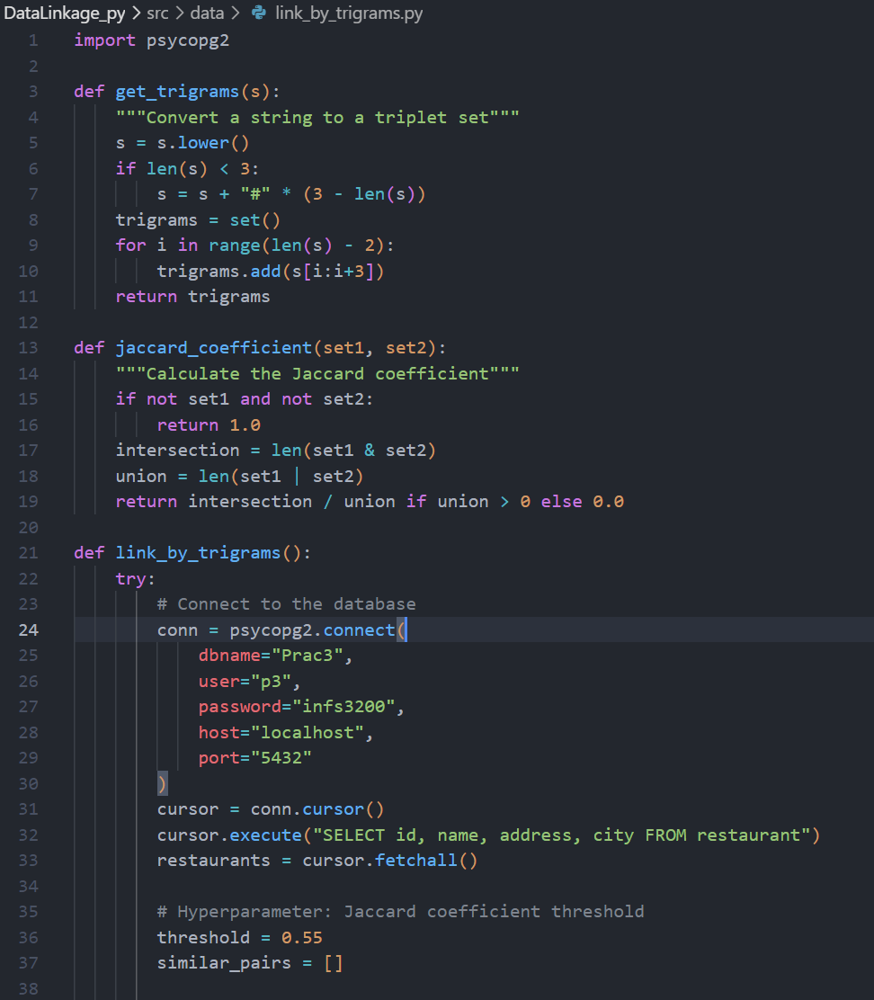 DataLinkage_py > src > data > link_by_trigrams.py
1 import psycopg2
2
3 def get_trigrams(s):
4     """Convert a string to a triplet set"""
5     s = s.lower()
6     if len(s) < 3:
7         s = s + "#" * (3 - len(s))
8     trigrams = set()
9     for i in range(len(s) - 2):
10         trigrams.add(s[i:i+3])
11     return trigrams
12
13 def jaccard_coefficient(set1, set2):
14     """Calculate the Jaccard coefficient"""
15     if not set1 and not set2:
16         return 1.0
17     intersection = len(set1 & set2)
18     union = len(set1 | set2)
19     return intersection / union if union > 0 else 0.0
20
21 def link_by_trigrams():
22     try:
23         # Connect to the database
24         conn = psycopg2.connect(
25             dbname="Prac3",
26             user="p3",
27             password="infs3200",
28             host="localhost",
29             port="5432"
30         )
31         cursor = conn.cursor()
32         cursor.execute("SELECT id, name, address, city FROM restaurant")
33         restaurants = cursor.fetchall()
34
35         # Hyperparameter: Jaccard coefficient threshold
36         threshold = 0.55
37         similar_pairs = []
38